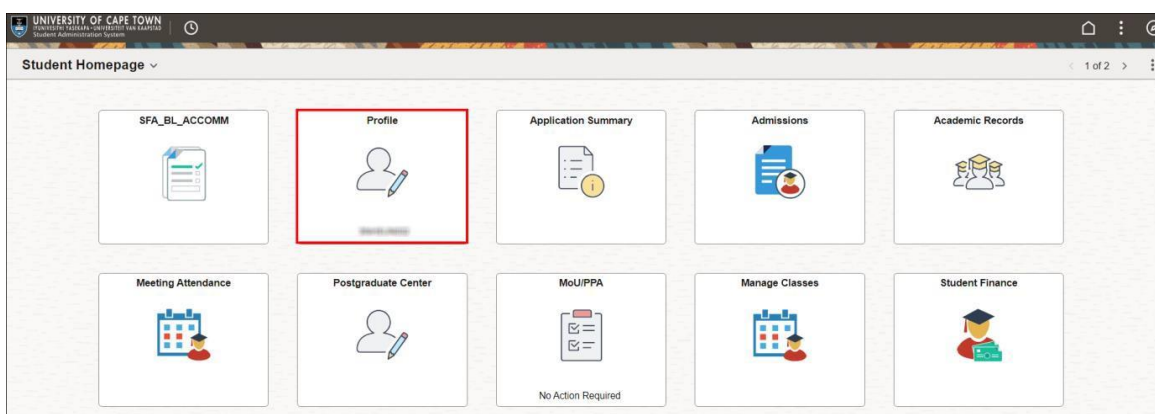 UNIVERSITY OF CAPE TOWN
IYUNIVESITHI YASEKAPA • UNIVERSITEIT VAN KAAPSTAD
Student Administration System
Student Homepage
1 of 2
SFA_BL_ACCOMM
Profile
Application Summary
Admissions
Academic Records
Meeting Attendance
Postgraduate Center
MoU/PPA
Manage Classes
Student Finance
No Action Required